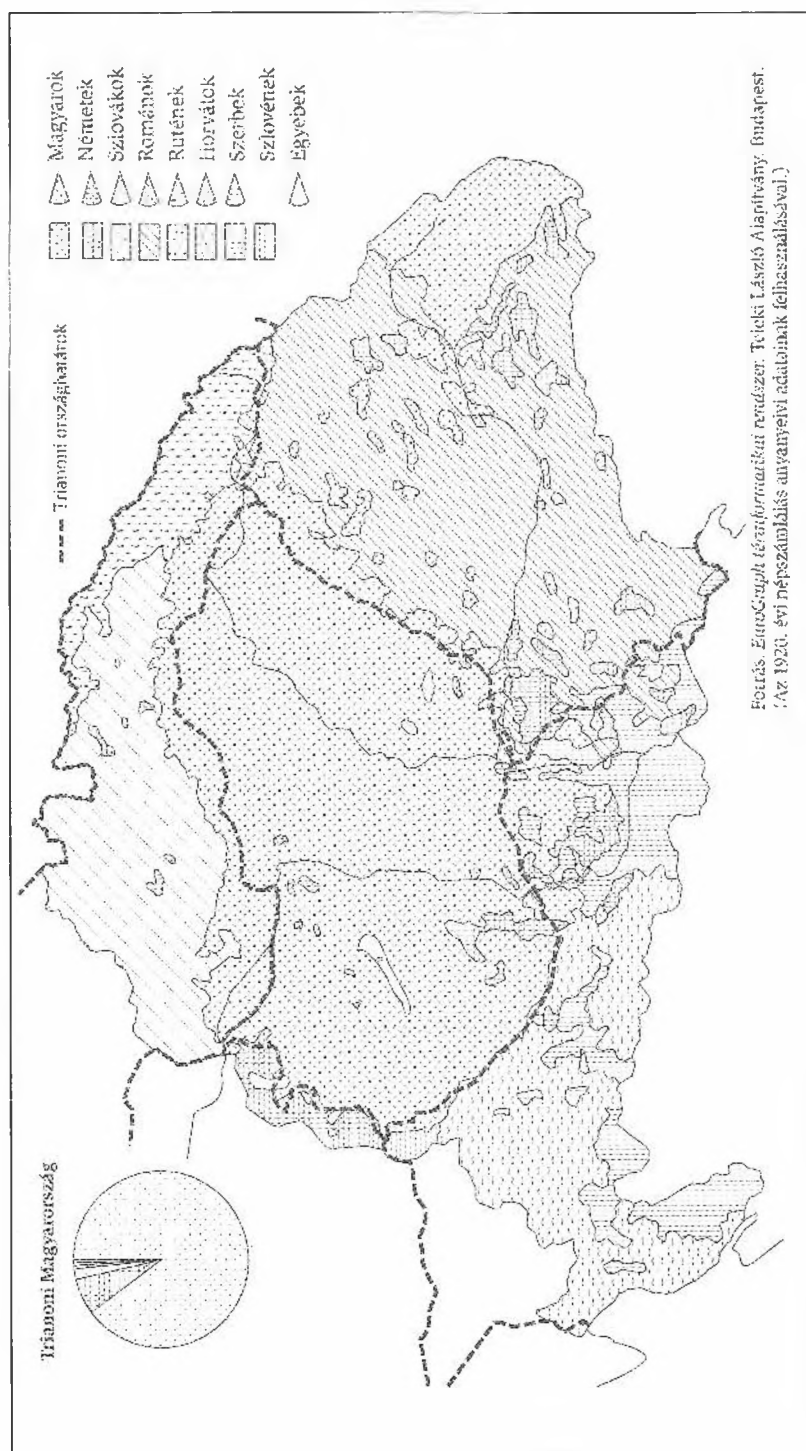 Trianoni Magyarország
Trianoni országhatárok
Magyarok
Németek
Szlovákok
Románok
Rutének
Horvátok
Szerbek
Szlovének
Egyebek
Forrás. EuroGraph térinformatikai rendszer. Teleki László Alapítvány. Budapest.
(Az 1920. évi népszámlálás anyanyelvi adatainak felhasználásával.)